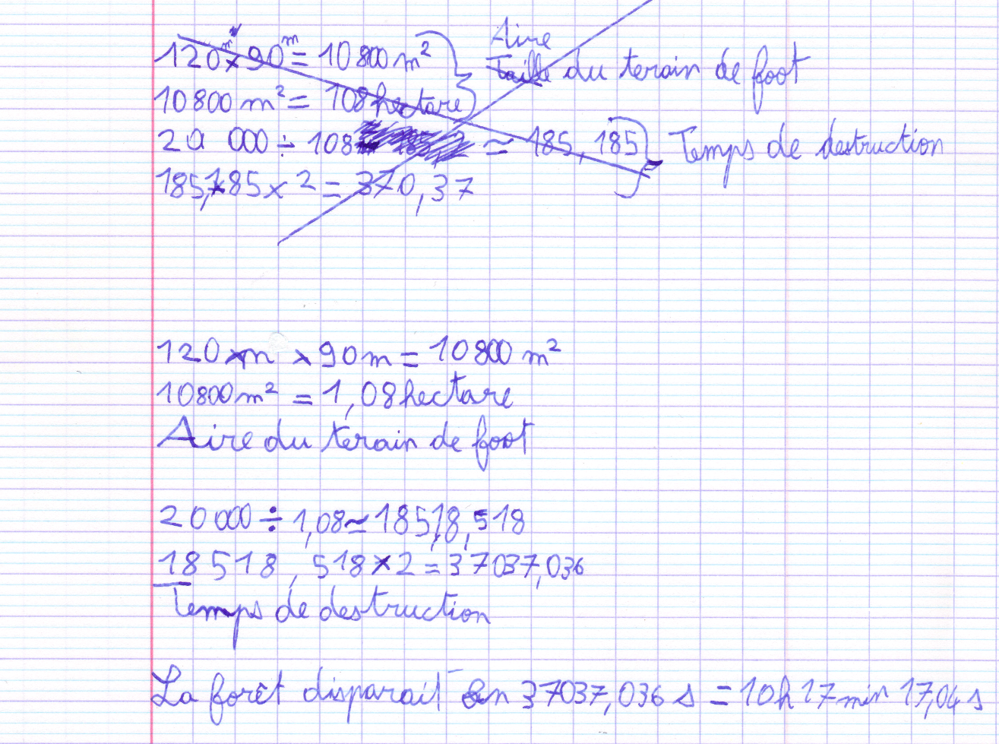 120m × 90m = 10 800 m² Aire Taille du terain de foot
10 800 m² = 108 hectare
20 000 ÷ 108 ≃ 185,185 Temps de destruction
185,185 × 2 = 370,37
120 m × 90 m = 10 800 m²
10800 m² = 1,08 hectare
Aire du terain de foot
20 000 ÷ 1,08 ≃ 18518,518
18 518,518 × 2 = 37037,036
Temps de destruction
La forêt disparait en 37037,036 s = 10h 17min 17,04 s